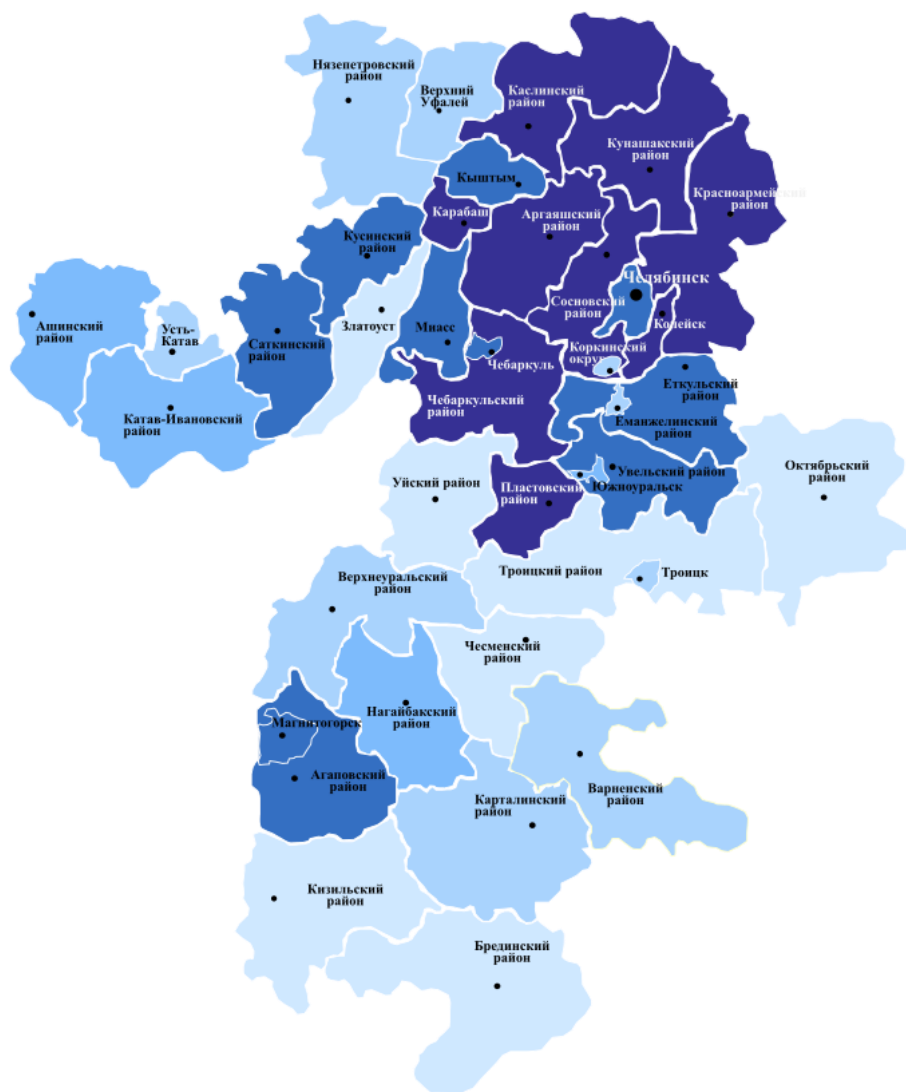 Нязепетровский
район
Верхний
Уфалей
Каслинский
район
Кунашакский
район
Кыштым
Красноармейский
район
Карабаш
Аргаяшский
район
Кусинский
район
Челябинск
Сосновский
район
Копейск
Ашинский
район
Усть-
Катав
Саткинский
район
Златоуст
Миасс
Чебаркуль
Коркинский
округ
Еткульский
район
Чебаркульский
район
Катав-Ивановский
район
Еманжелинский
район
Уйский район
Пластовский
район
Увельский район
Южноуральск
Октябрьский
район
Троицкий район
Троицк
Верхнеуральский
район
Чесменский
район
Нагайбакский
район
Магнитогорск
Агаповский
район
Варненский
район
Карталинский
район
Кизильский
район
Брединский
район